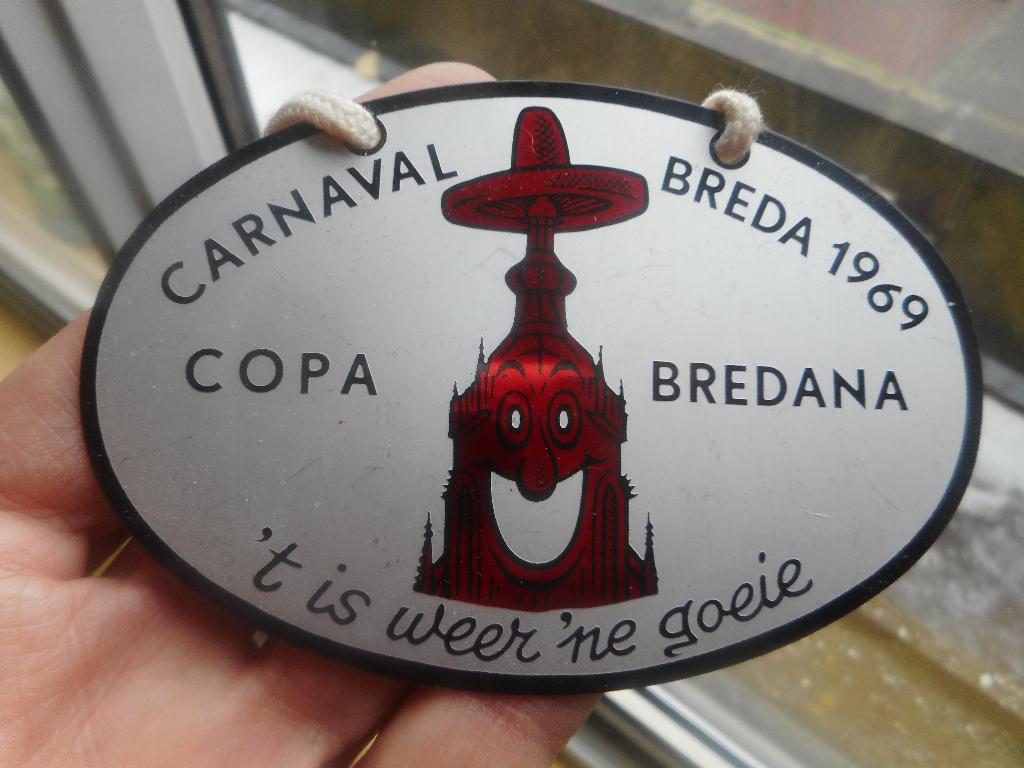 CARNAVAL BREDA 1969
COPA BREDANA
't is weer 'ne goeie